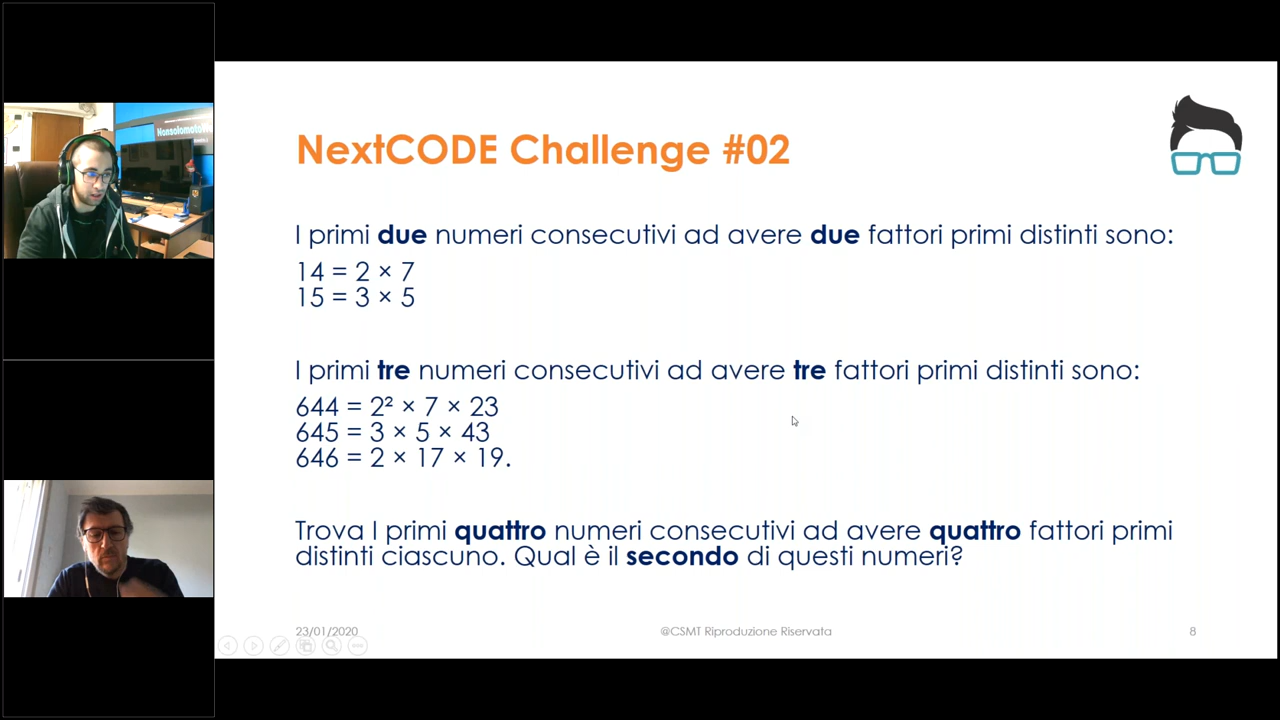 NextCODE Challenge #02
I primi due numeri consecutivi ad avere due fattori primi distinti sono:
14 = 2 × 7
15 = 3 × 5
I primi tre numeri consecutivi ad avere tre fattori primi distinti sono:
644 = 2² × 7 × 23
645 = 3 × 5 × 43
646 = 2 × 17 × 19.
Trova I primi quattro numeri consecutivi ad avere quattro fattori primi
distinti ciascuno. Qual è il secondo di questi numeri?
23/01/2020
@CSMT Riproduzione Riservata
8